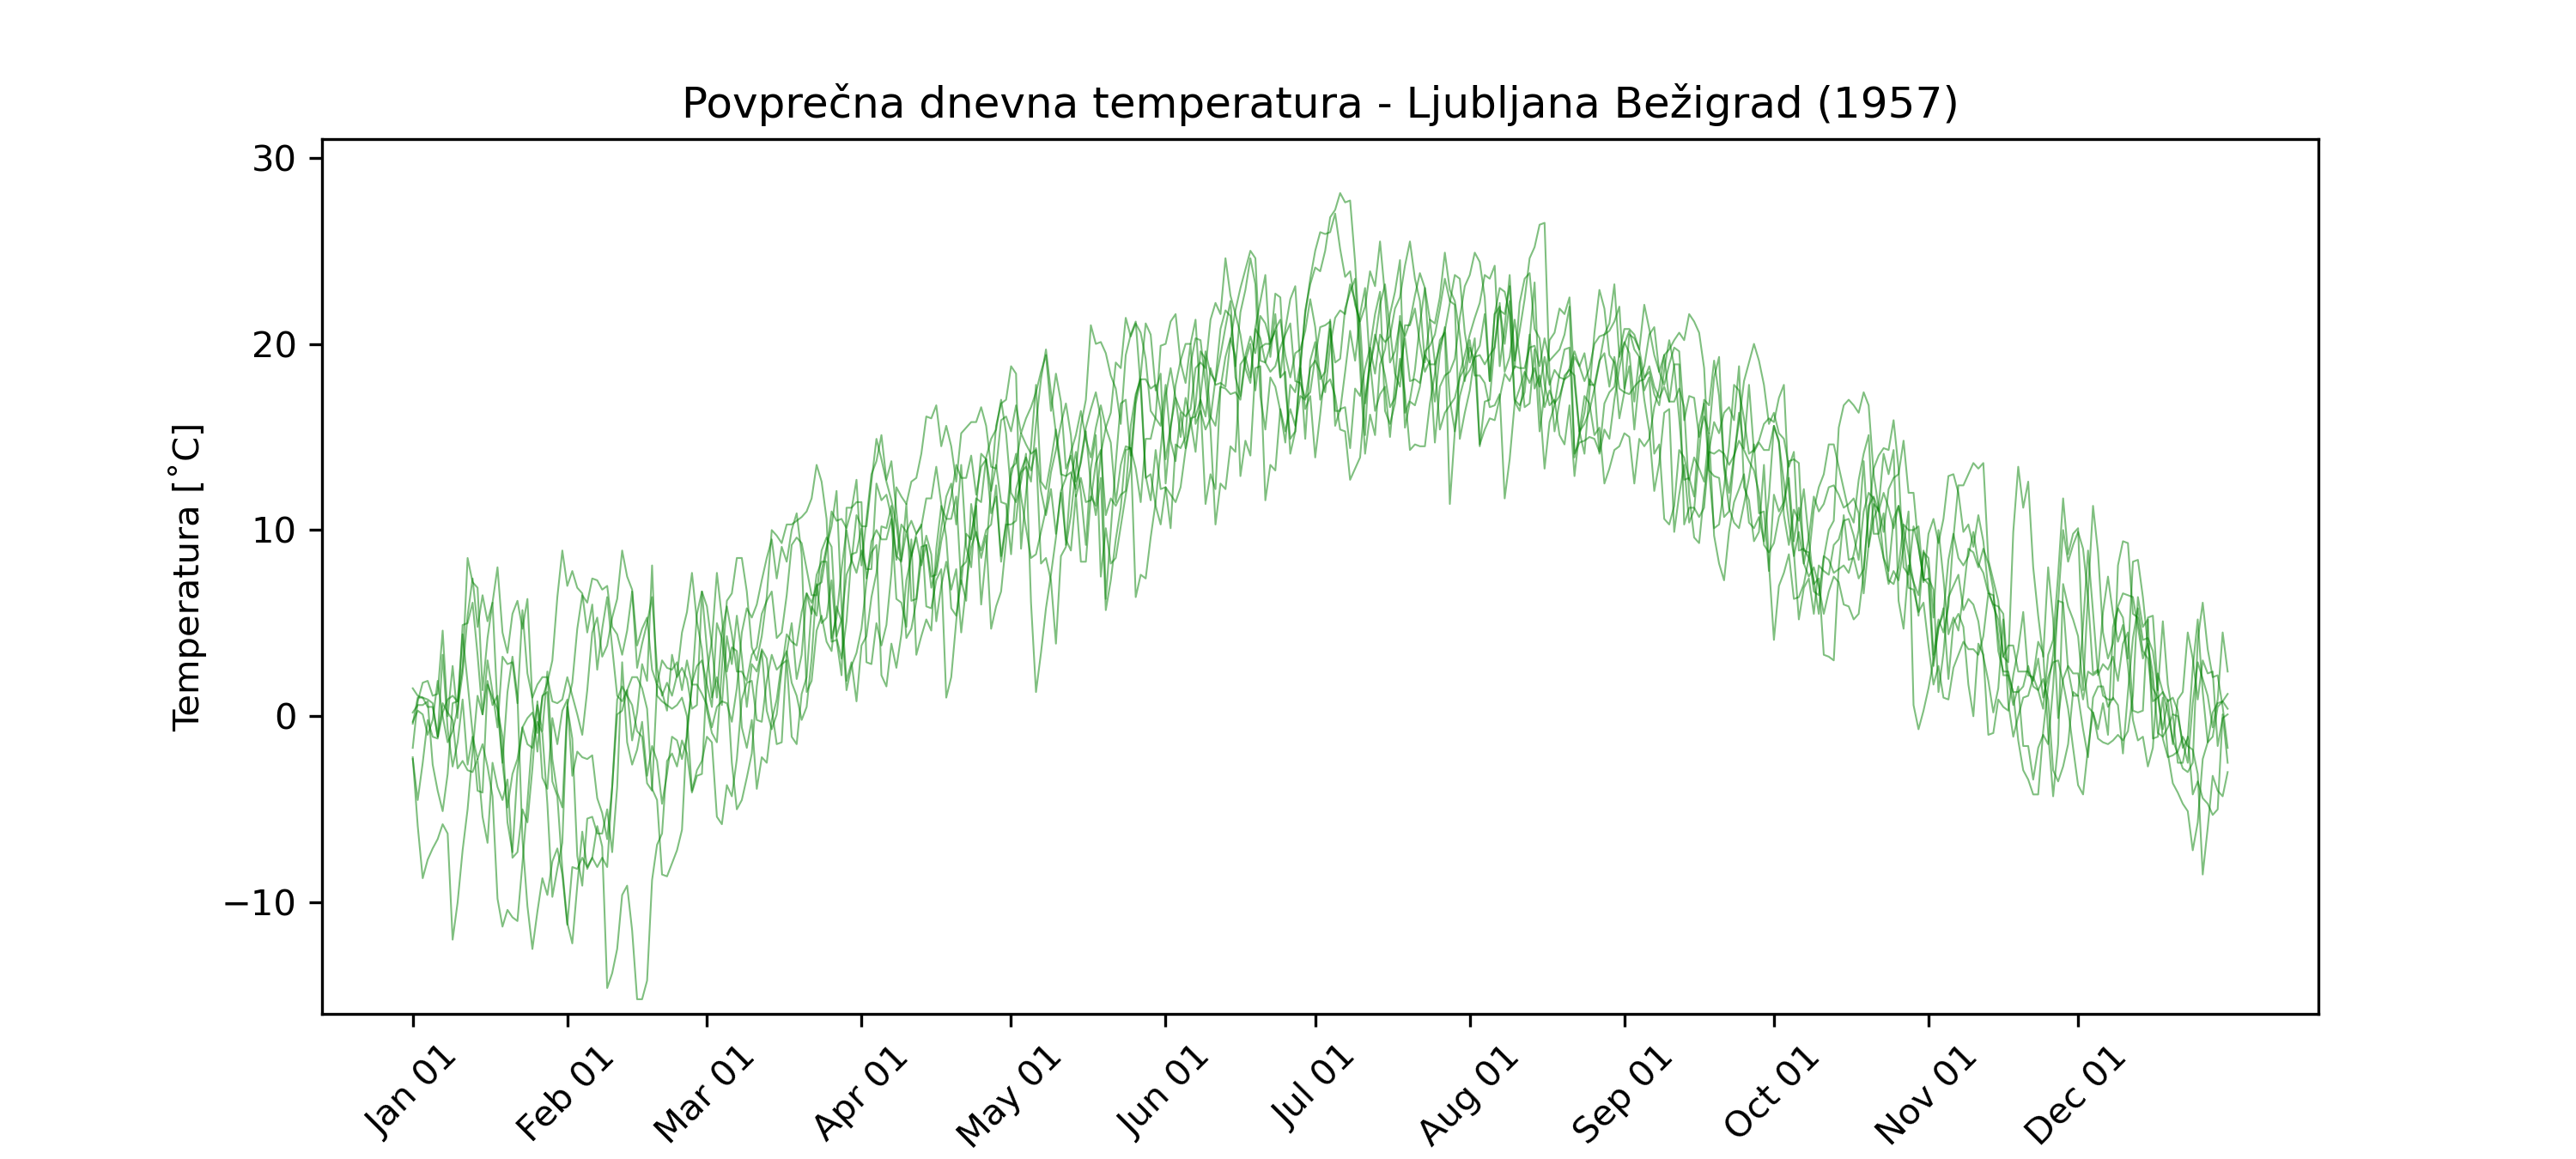 Povprečna dnevna temperatura - Ljubljana Bežigrad (1957)
30
20
10
0
−10
Temperatura [˚C]
Jan 01
Feb 01
Mar 01
Apr 01
May 01
Jun 01
Jul 01
Aug 01
Sep 01
Oct 01
Nov 01
Dec 01